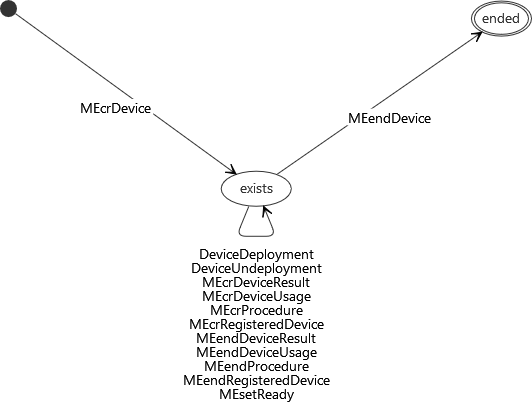 ended
MEcrDevice
MEendDevice
exists
DeviceDeployment
DeviceUndeployment
MEcrDeviceResult
MEcrDeviceUsage
MEcrProcedure
MEcrRegisteredDevice
MEendDeviceResult
MEendDeviceUsage
MEendProcedure
MEendRegisteredDevice
MEsetReady